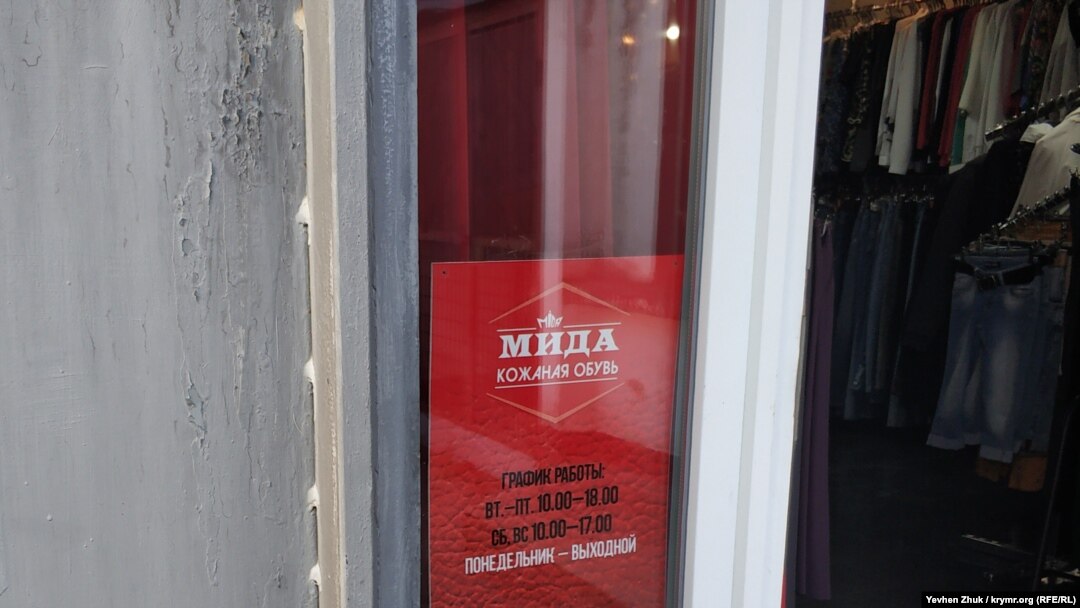 МИДА
МИДА
КОЖАНАЯ ОБУВЬ
ГРАФИК РАБОТЫ:
ВТ.–ПТ. 10.00–18.00
СБ, ВС 10.00–17.00
ПОНЕДЕЛЬНИК – ВЫХОДНОЙ
Yevhen Zhuk / krymr.org (RFE/RL)